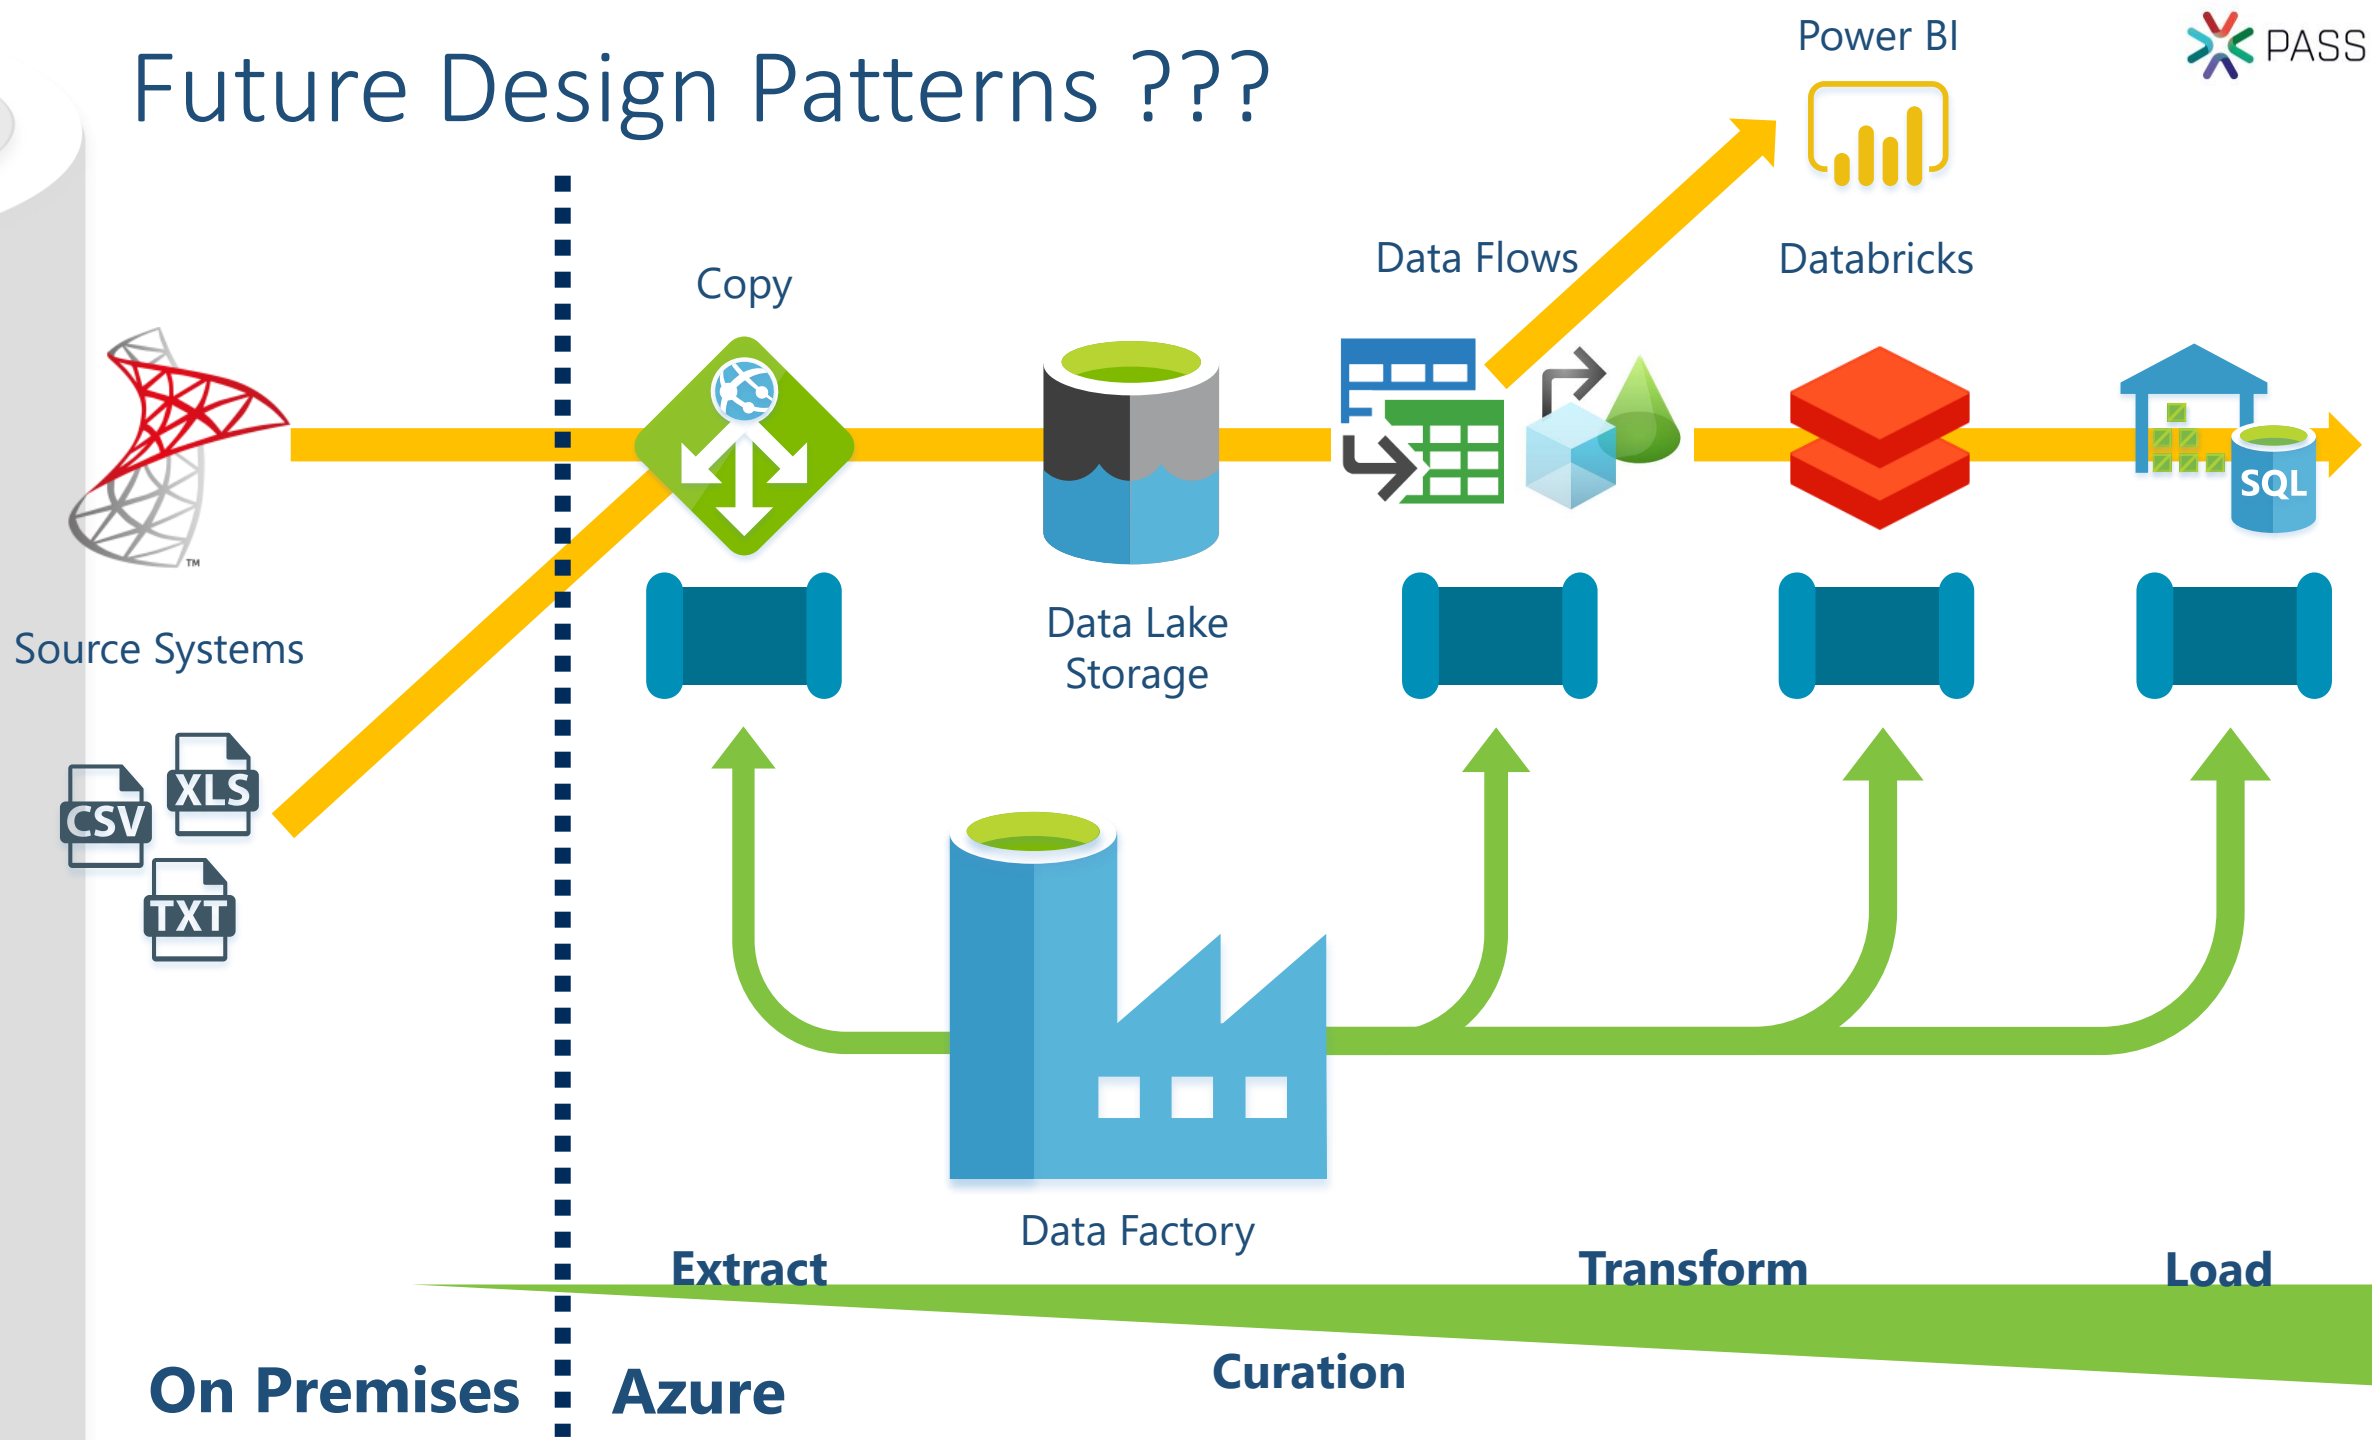 Future Design Patterns ???
Power BI
PASS
Data Flows
Databricks
Copy
TM
SQL
Source Systems
Data Lake
Storage
XLS
CSV
TXT
Data Factory
Extract
Transform
Load
Curation
On Premises
Azure